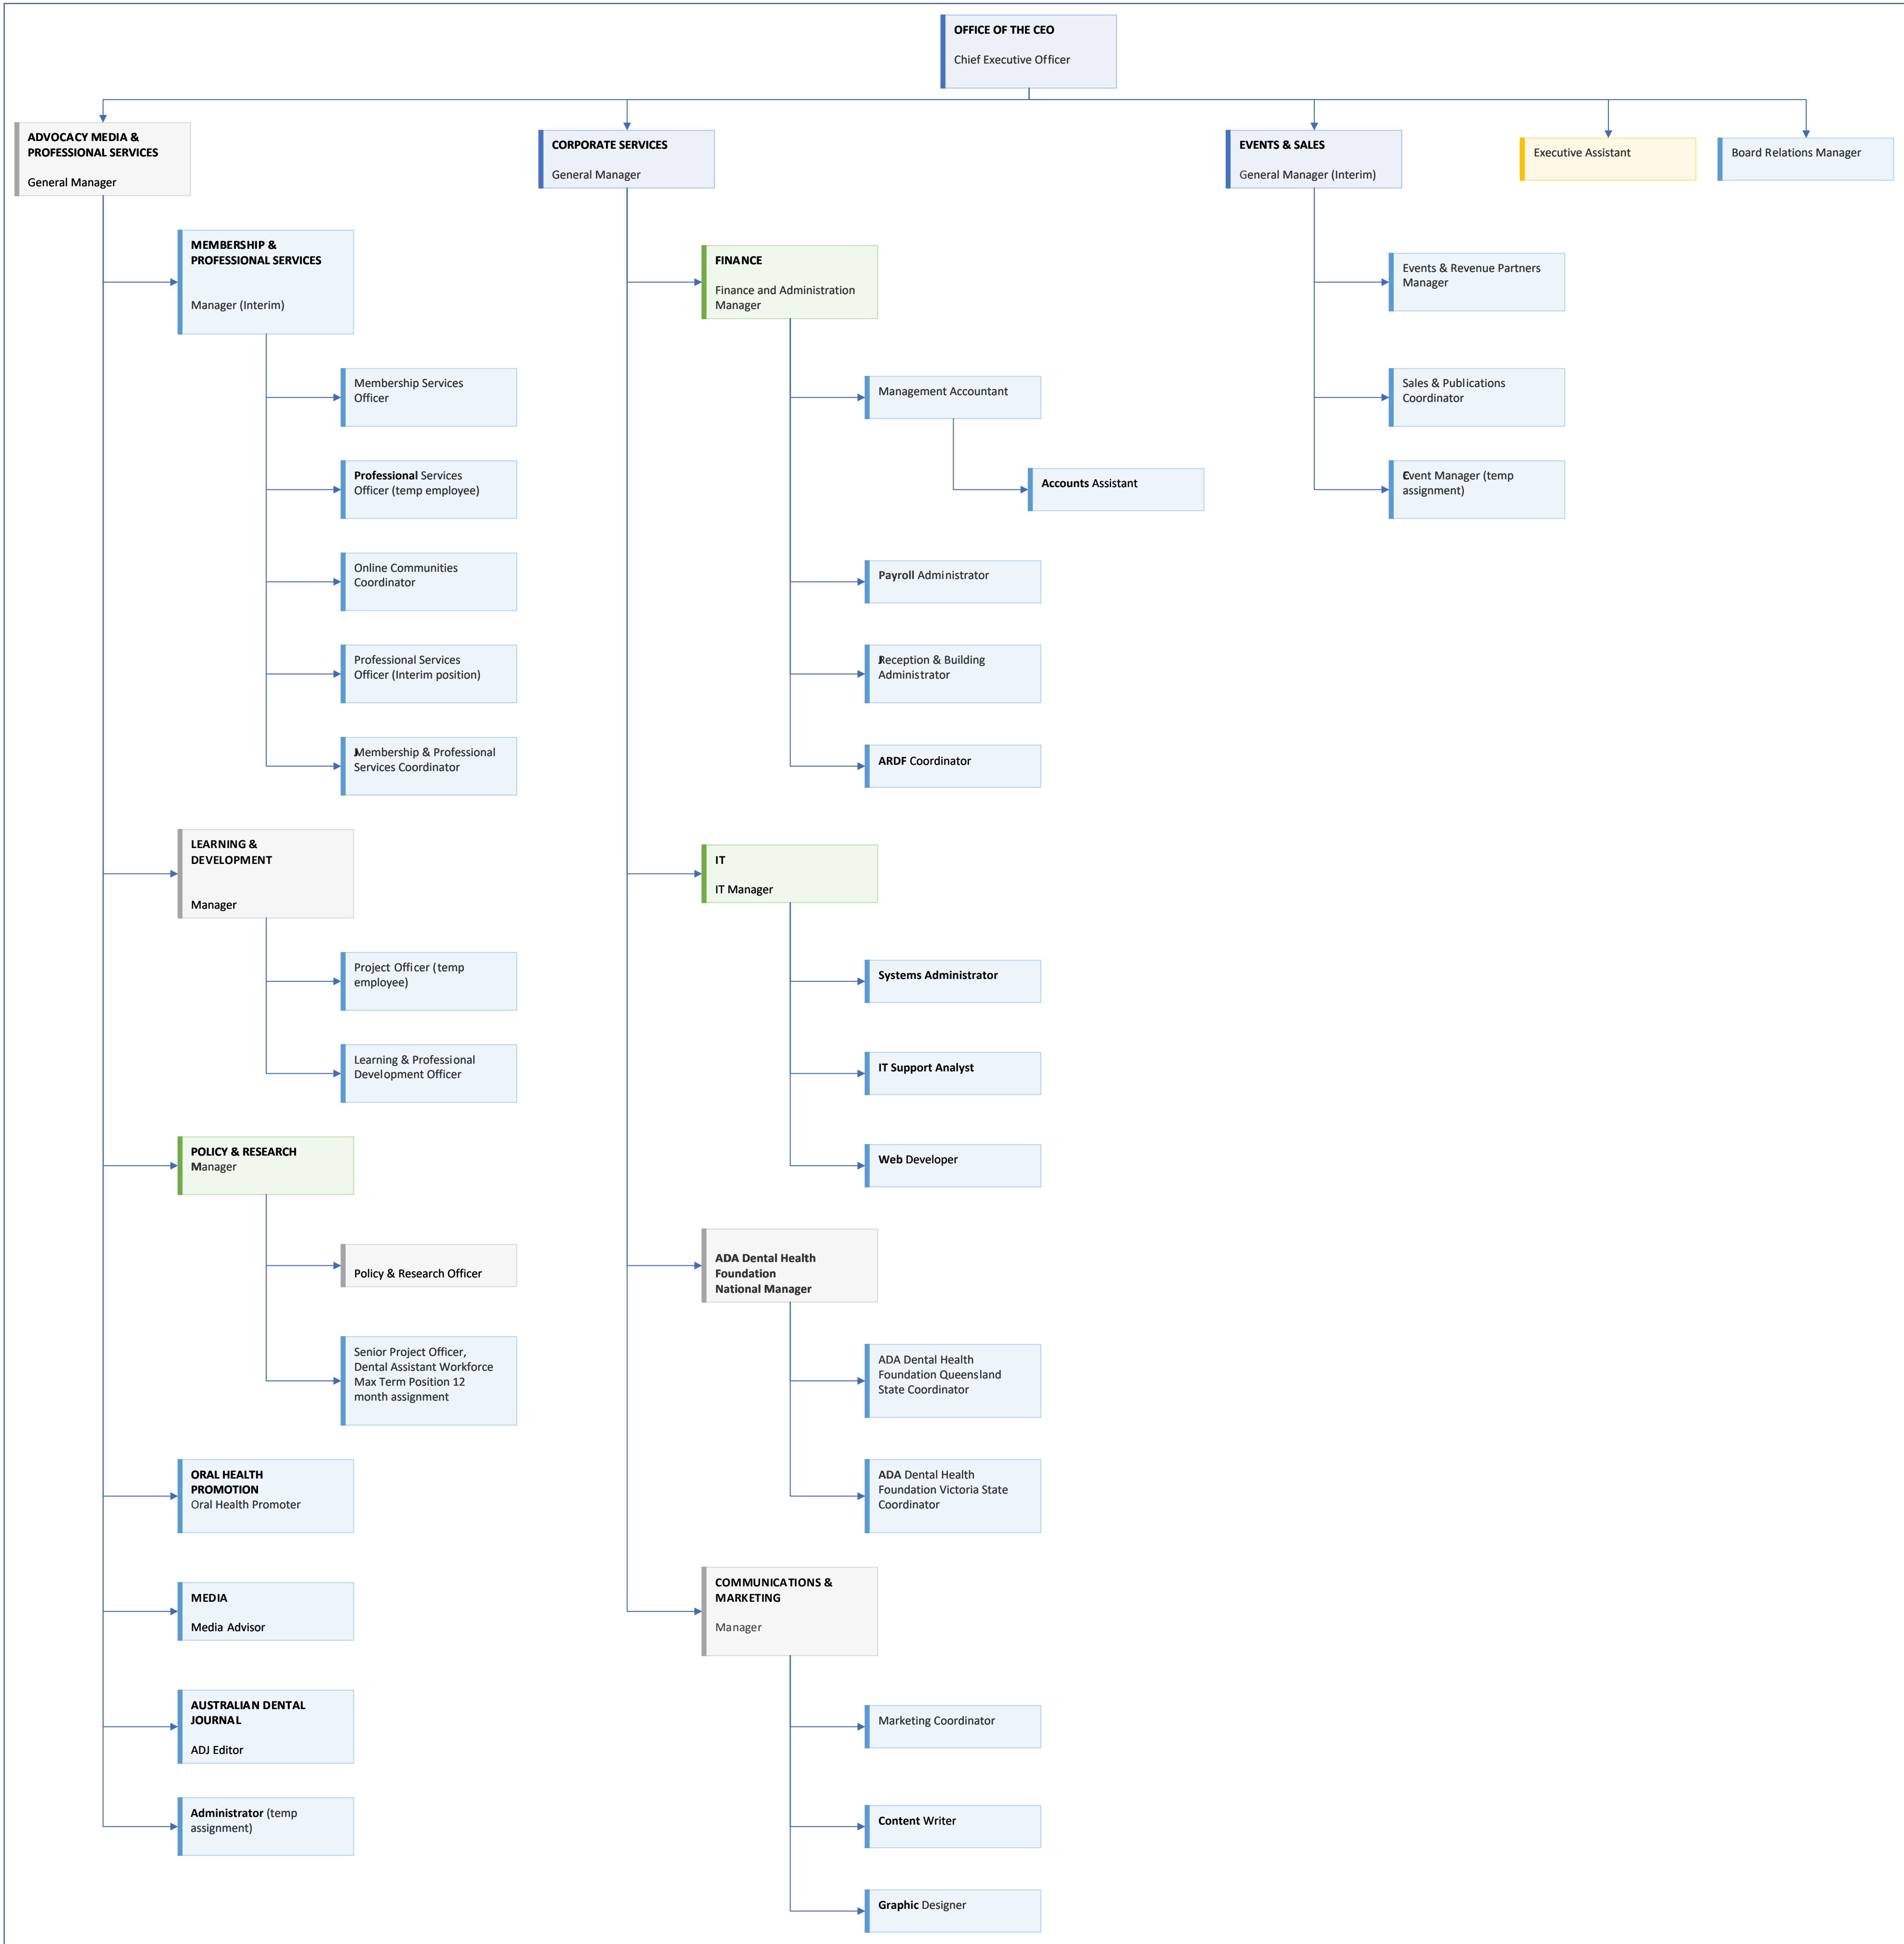 OFFICE OF THE CEO
Chief Executive Officer
ADVOCACY MEDIA &
PROFESSIONAL SERVICES
General Manager
CORPORATE SERVICES
General Manager
EVENTS & SALES
General Manager (Interim)
Executive Assistant
Board Relations Manager
MEMBERSHIP &
PROFESSIONAL SERVICES
Manager (Interim)
Membership Services
Officer
Professional Services
Officer (temp employee)
Online Communities
Coordinator
Professional Services
Officer (Interim position)
Membership & Professional
Services Coordinator
LEARNING &
DEVELOPMENT
Manager
Project Officer (temp
employee)
Learning & Professional
Development Officer
POLICY & RESEARCH
Manager
Policy & Research Officer
Senior Project Officer,
Dental Assistant Workforce
Max Term Position 12
month assignment
ORAL HEALTH
PROMOTION
Oral Health Promoter
MEDIA
Media Advisor
AUSTRALIAN DENTAL
JOURNAL
ADJ Editor
Administrator (temp
assignment)
FINANCE
Finance and Administration
Manager
Management Accountant
Accounts Assistant
Payroll Administrator
Reception & Building
Administrator
ARDF Coordinator
IT
IT Manager
Systems Administrator
IT Support Analyst
Web Developer
ADA Dental Health
Foundation
National Manager
ADA Dental Health
Foundation Queensland
State Coordinator
ADA Dental Health
Foundation Victoria State
Coordinator
COMMUNICATIONS &
MARKETING
Manager
Marketing Coordinator
Content Writer
Graphic Designer
Events & Revenue Partners
Manager
Sales & Publications
Coordinator
Event Manager (temp
assignment)